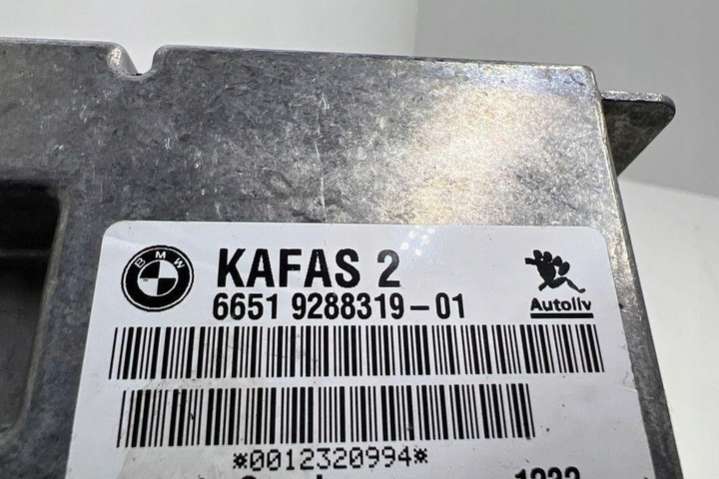 BMW
KAFAS 2
6651 9288319-01
Autoliv
*0012320994*